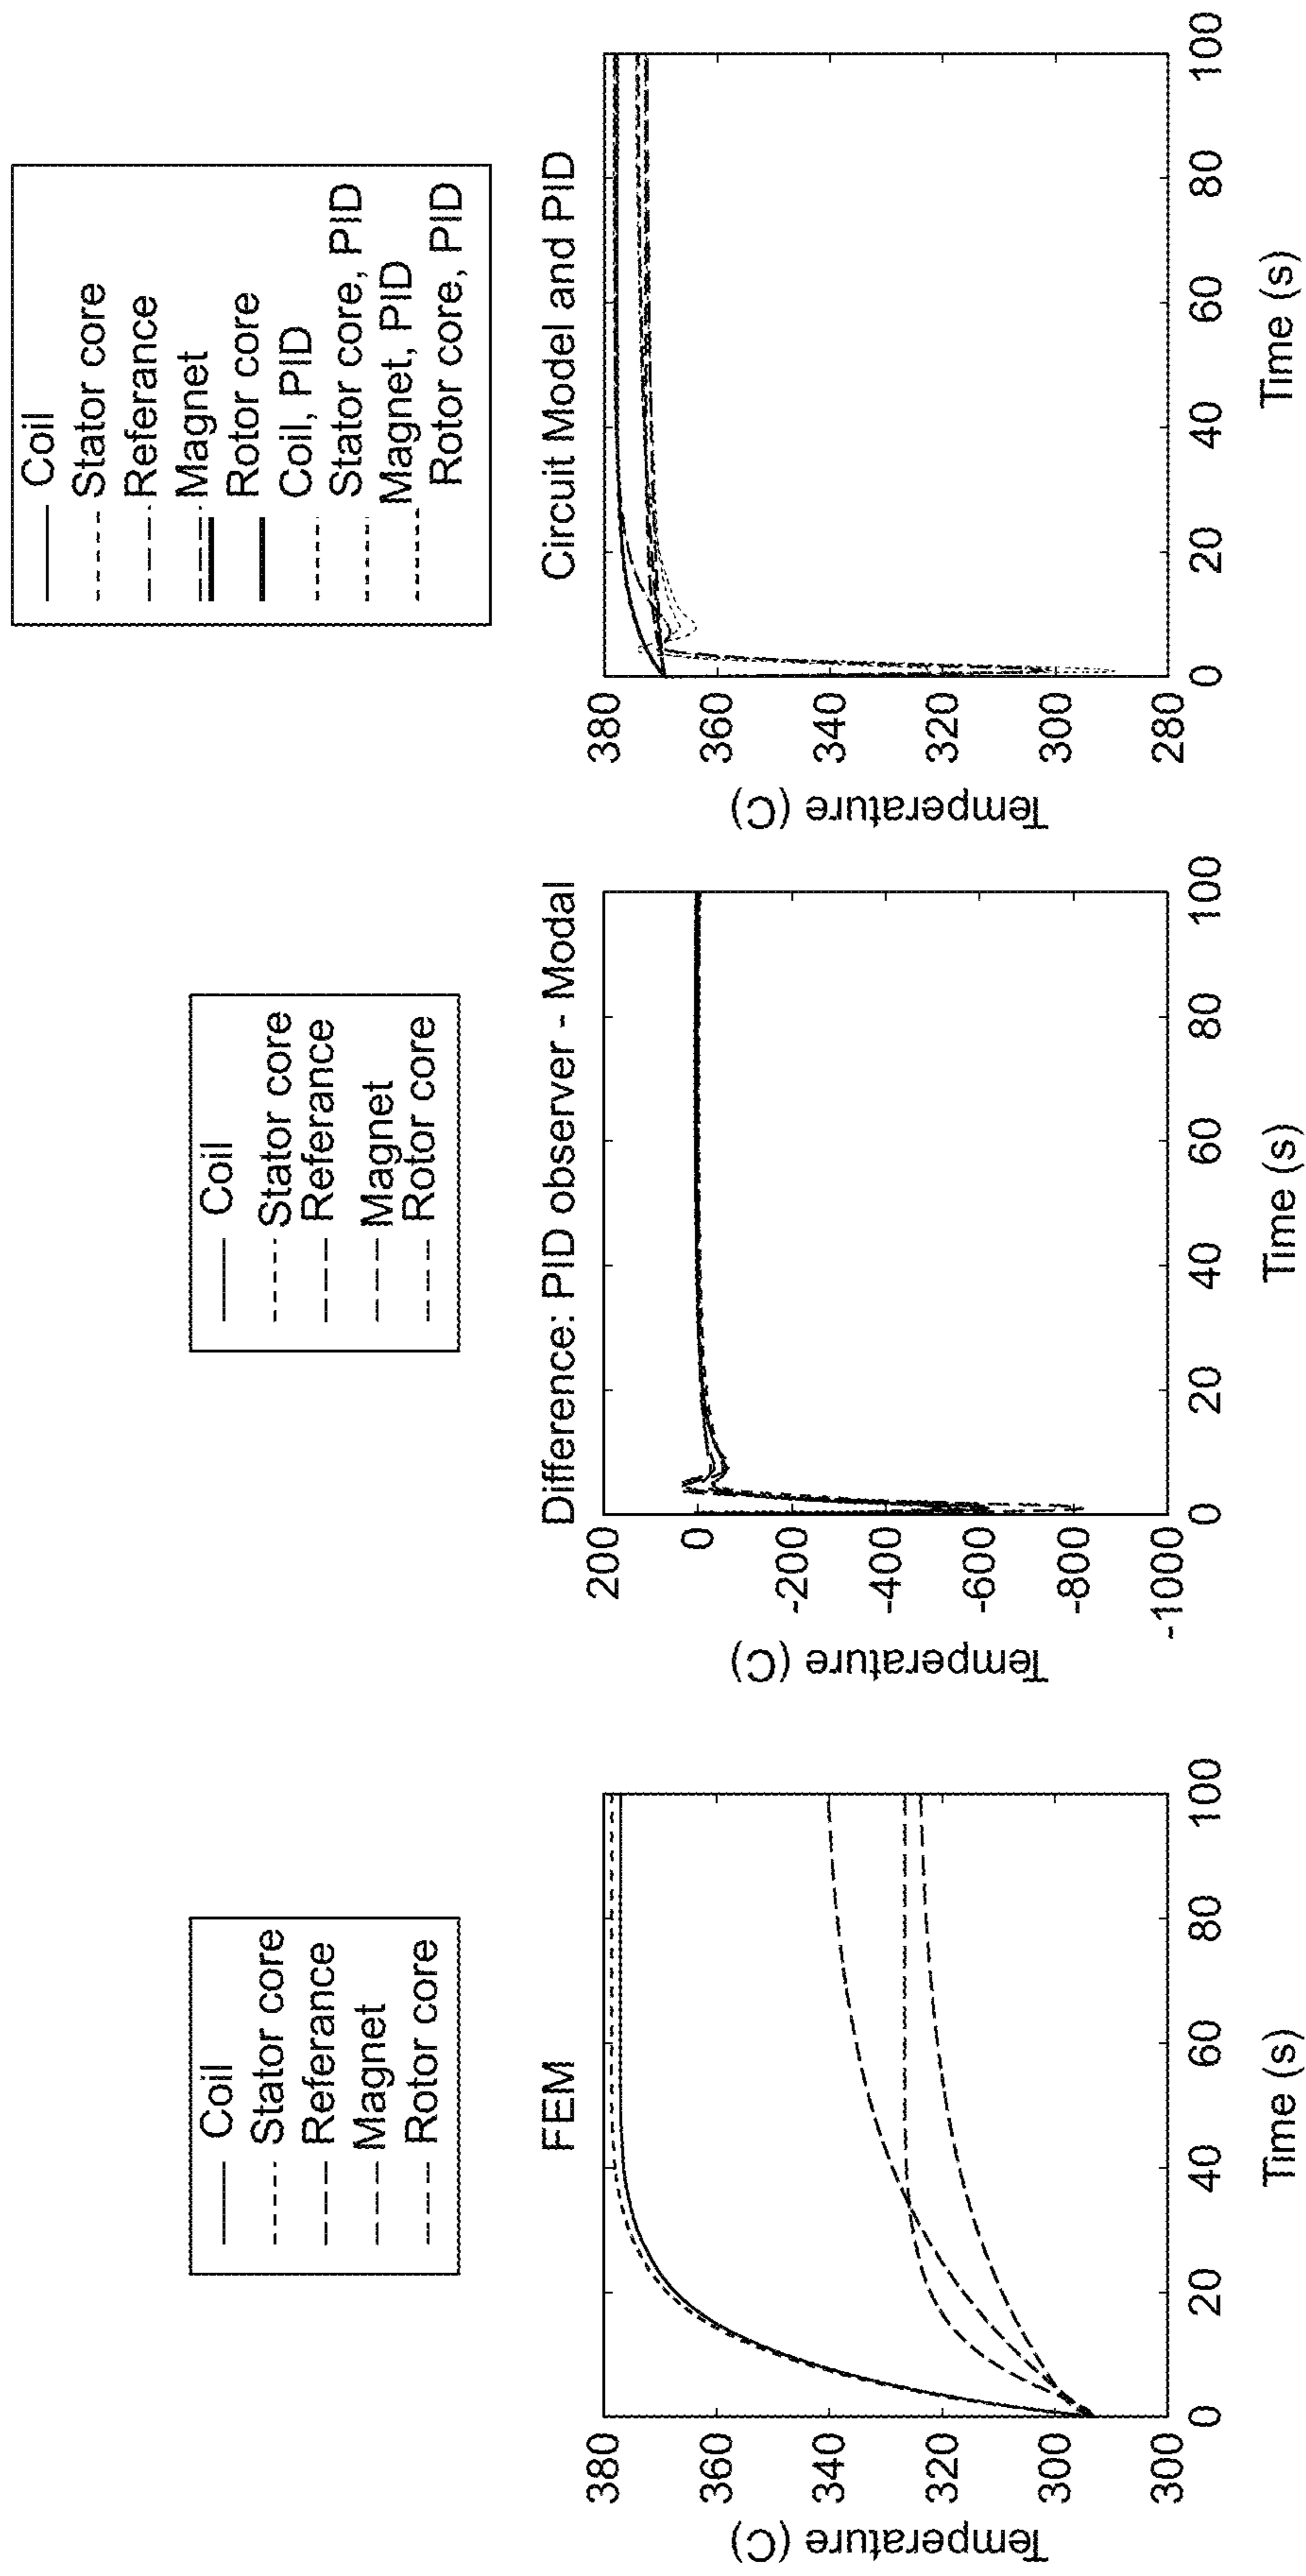 Coil
Stator core
Referance
Magnet
Rotor core
FEM
Temperature (C)
380
360
340
320
300
300
0
20
40
60
80
100
Time (s)
Coil
Stator core
Referance
Magnet
Rotor core
Difference: PID observer - Modal
Temperature (C)
200
0
-200
-400
-600
-800
-1000
0
20
40
60
80
100
Time (s)
Coil
Stator core
Referance
Magnet
Rotor core
Coil, PID
Stator core, PID
Magnet, PID
Rotor core, PID
Circuit Model and PID
Temperature (C)
380
360
340
320
300
280
0
20
40
60
80
100
Time (s)